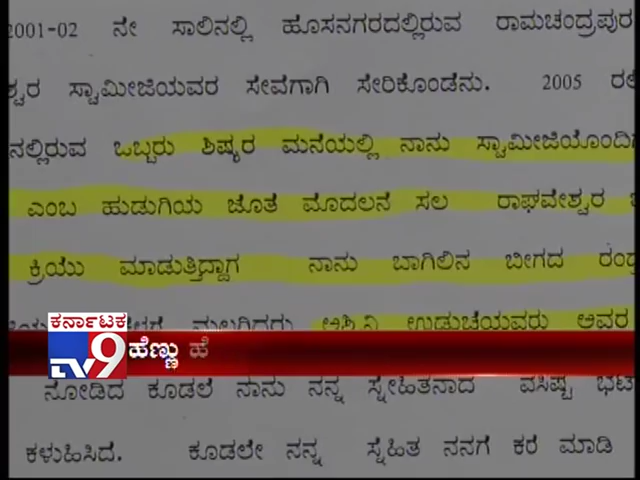 2001-02 ನೇ ಸಾಲಿನಲ್ಲಿ ಹೊಸನಗರದಲ್ಲಿರುವ ರಾಮಚಂದ್ರಪುರ
ಶ್ವರ ಸ್ವಾಮೀಜಿಯವರ ಸೇವೆಗಾಗಿ ಸೇರಿಕೊಂಡೆನು. 2005
ನಲ್ಲಿರುವ ಒಬ್ಬರು ಶಿಷ್ಯರ ಮನೆಯಲ್ಲಿ ನಾನು
ಎಂಬ ಹುಡುಗಿಯ ಜೊತೆ ಮೊದಲನೆ ಸಲ ರಾಘವೇಶ್ವರ
ಕ್ರಿಯು ಮಾಡುತ್ತಿದ್ದಾಗ ನಾನು ಬಾಗಿಲಿನ ಬೀಗದ
ಉಡುಚೆಯವರು ಅವರ
ಕರ್ನಾಟಕ
TV9 ಹೆಣ್ಣು ಹೆ
ನೋಡಿದ ಕೂಡಲೆ ನಾನು ನನ್ನ ಸ್ನೇಹಿತನಾದ ವಸಿಷ್ಟ ಭಟ
ಕಳುಹಿಸಿದೆ. ಕೂಡಲೇ ನನ್ನ ಸ್ನೇಹಿತ ನನಗೆ ಕರೆ ಮಾಡಿ